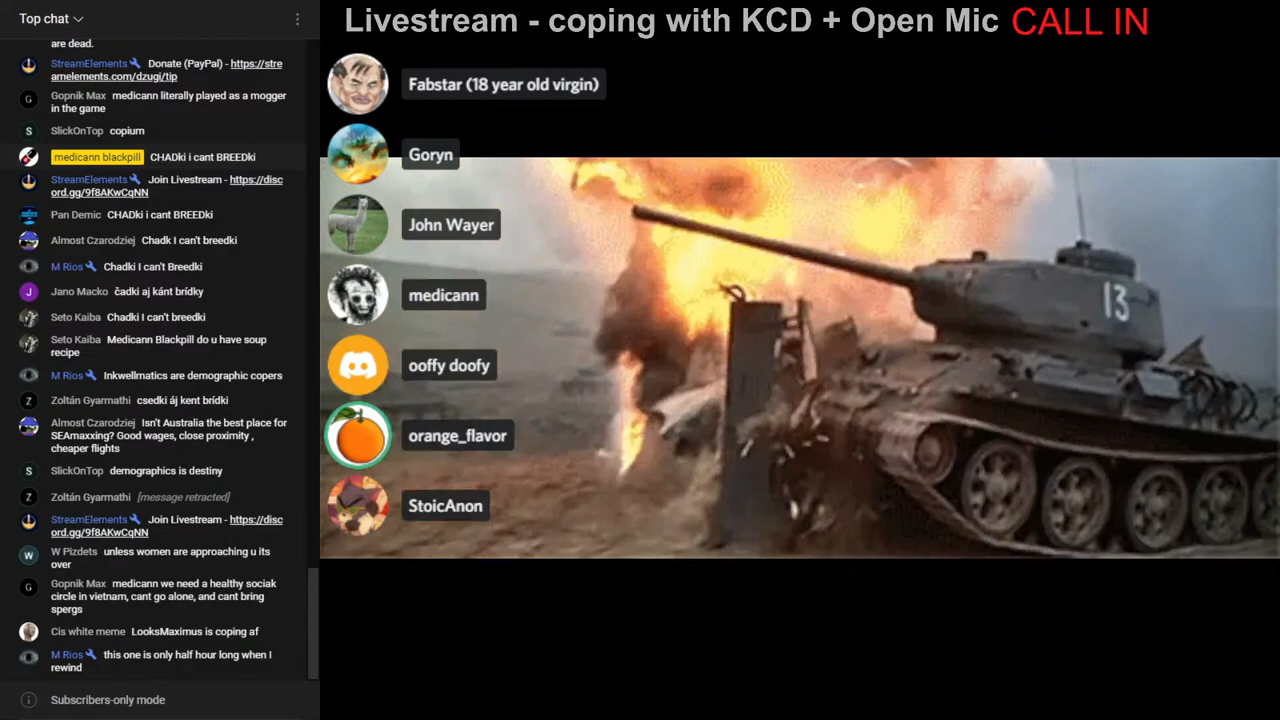 Top chat
are dead.
StreamElements Donate (PayPal) - https://stre
amelements.com/dzugi/tip
Gopnik Max medicann literally played as a mogger
in the game
SlickOnTop copium
medicann blackpill CHADki i cant BREEDki
StreamElements Join Livestream - https://disc
ord.gg/9f8AKwCqNN
Pan Demic CHADki i cant BREEDki
Almost Czarodziej Chadk I can't breedki
M Rios Chadki I can't Breedki
Jano Macko čadki aj kánt brídky
Seto Kaiba Chadki I can't breedki
Seto Kaiba Medicann Blackpill do u have soup
recipe
M Rios Inkwellmatics are demographic copers
Zoltán Gyarmathi csedki áj kent brídki
Almost Czarodziej Isn't Australia the best place for
SEAmaxxing? Good wages, close proximity ,
cheaper flights
SlickOnTop demographics is destiny
Zoltán Gyarmathi [message retracted]
StreamElements Join Livestream - https://disc
ord.gg/9f8AKwCqNN
W Pizdets unless women are approaching u its
over
Gopnik Max medicann we need a healthy sociak
circle in vietnam, cant go alone, and cant bring
spergs
Cis white meme LooksMaximus is coping af
M Rios this one is only half hour long when I
rewind
Subscribers-only mode
Livestream - coping with KCD + Open Mic CALL IN
Fabstar (18 year old virgin)
Goryn
John Wayer
medicann
ooffy doofy
orange_flavor
StoicAnon
13